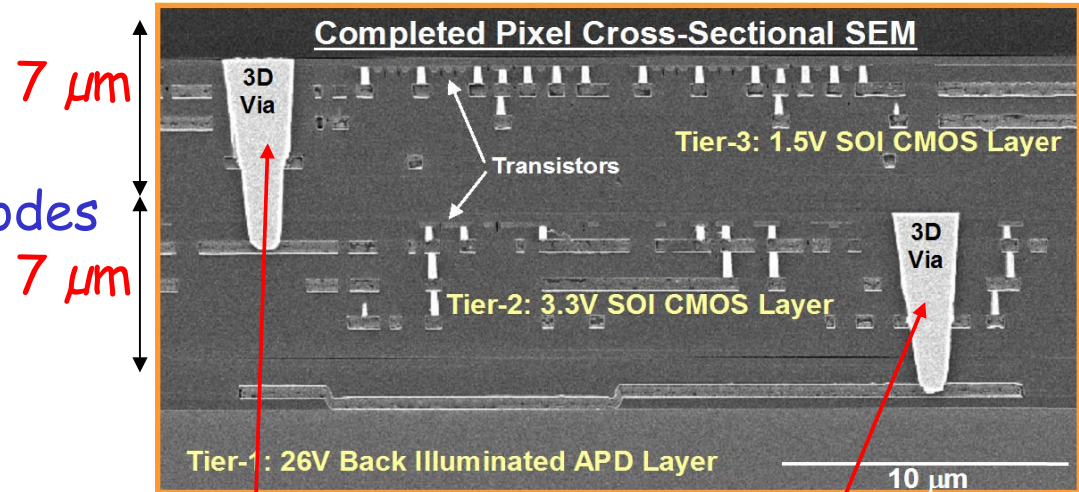 Completed Pixel Cross-Sectional SEM
7 µm
3D
Via
Tier-3: 1.5V SOI CMOS Layer
Transistors
odes
7 µm
3D
Via
Tier-2: 3.3V SOI CMOS Layer
Tier-1: 26V Back Illuminated APD Layer
10 µm